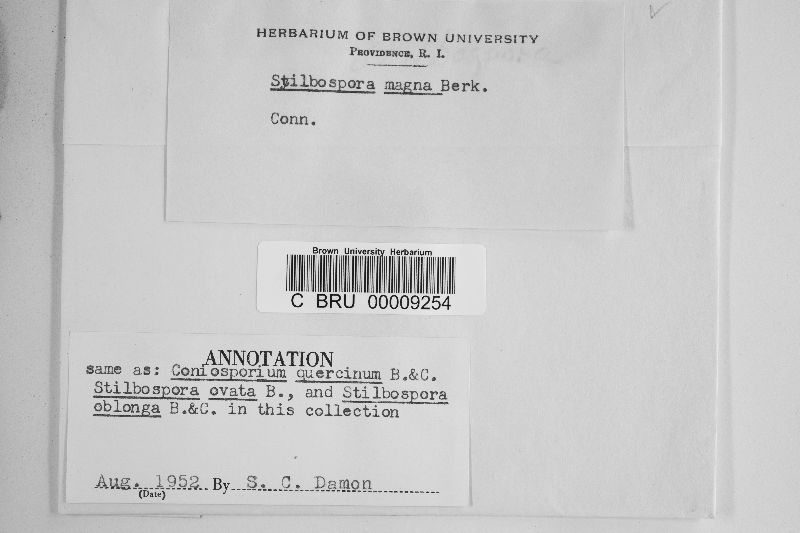 HERBARIUM OF BROWN UNIVERSITY
PROVIDENCE, R. I.
Stilbospora magna Berk.
Conn.
Brown University Herbarium
C BRU 00009254
ANNOTATION
same as: Coniosporium quercinum B.&C.
Stilbospora ovata B., and Stilbospora
oblonga B.&C. in this collection
Aug. 1952 By S. C. Damon
(Date)